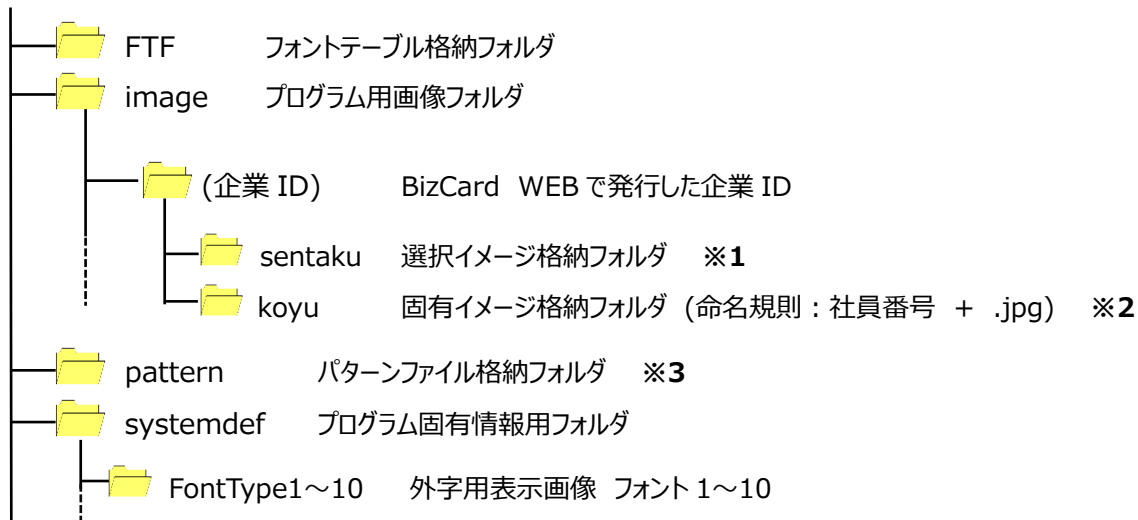 FTF フォントテーブル格納フォルダ
image プログラム用画像フォルダ
(企業 ID) BizCard WEB で発行した企業 ID
sentaku 選択イメージ格納フォルダ ※1
koyu 固有イメージ格納フォルダ (命名規則：社員番号 + .jpg) ※2
pattern パターンファイル格納フォルダ ※3
systemdef プログラム固有情報用フォルダ
FontType1～10 外字用表示画像 フォント 1～10